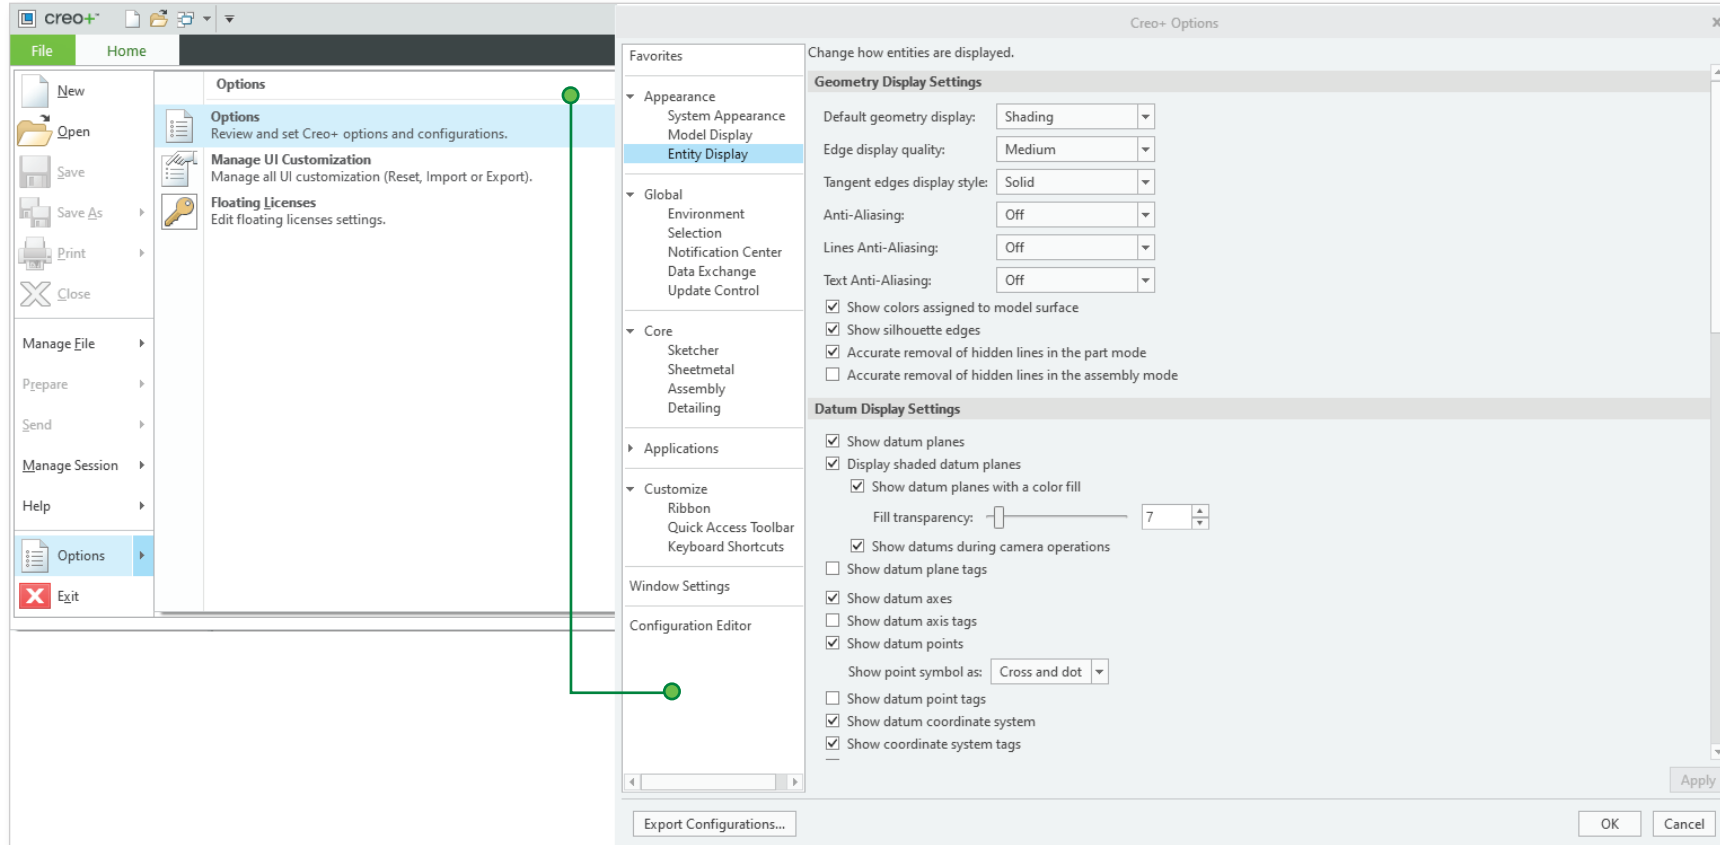 creo+
File
Home
New
Open
Save
Save As
Print
Close
Manage File
Prepare
Send
Manage Session
Help
Options
Exit
Options
Options
Review and set Creo+ options and configurations.
Manage UI Customization
Manage all UI customization (Reset, Import or Export).
Floating Licenses
Edit floating licenses settings.
Creo+ Options
Favorites
Appearance
System Appearance
Model Display
Entity Display
Global
Environment
Selection
Notification Center
Data Exchange
Update Control
Core
Sketcher
Sheetmetal
Assembly
Detailing
Applications
Customize
Ribbon
Quick Access Toolbar
Keyboard Shortcuts
Window Settings
Configuration Editor
Change how entities are displayed.
Geometry Display Settings
Default geometry display: Shading
Edge display quality: Medium
Tangent edges display style: Solid
Anti-Aliasing: Off
Lines Anti-Aliasing: Off
Text Anti-Aliasing: Off
Show colors assigned to model surface
Show silhouette edges
Accurate removal of hidden lines in the part mode
Accurate removal of hidden lines in the assembly mode
Datum Display Settings
Show datum planes
Display shaded datum planes
Show datum planes with a color fill
Fill transparency: 7
Show datums during camera operations
Show datum plane tags
Show datum axes
Show datum axis tags
Show datum points
Show point symbol as: Cross and dot
Show datum point tags
Show datum coordinate system
Show coordinate system tags
Apply
Export Configurations...
OK
Cancel